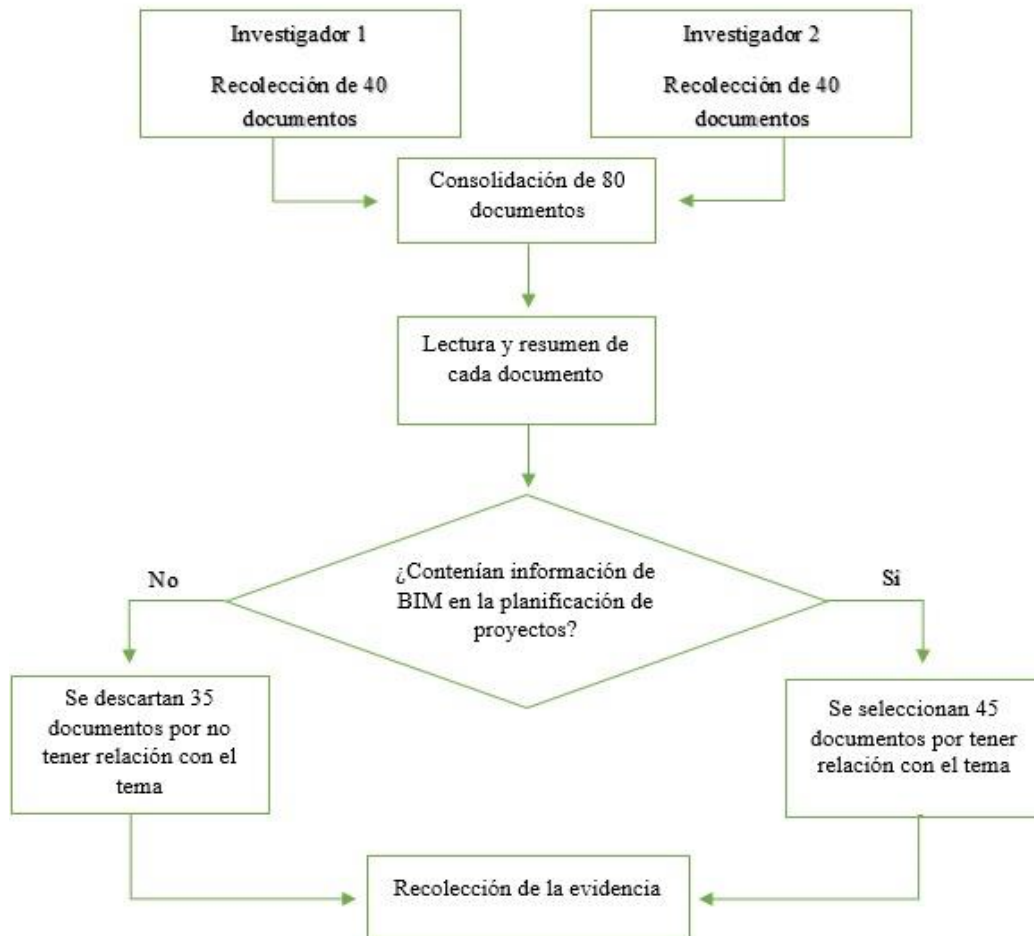 Investigador 1
Recolección de 40
documentos
Investigador 2
Recolección de 40
documentos
Consolidación de 80
documentos
Lectura y resumen de
cada documento
¿Contenían información de
BIM en la planificación de
proyectos?
No
Si
Se descartan 35
documentos por no
tener relación con el
tema
Se seleccionan 45
documentos por tener
relación con el tema
Recolección de la evidencia